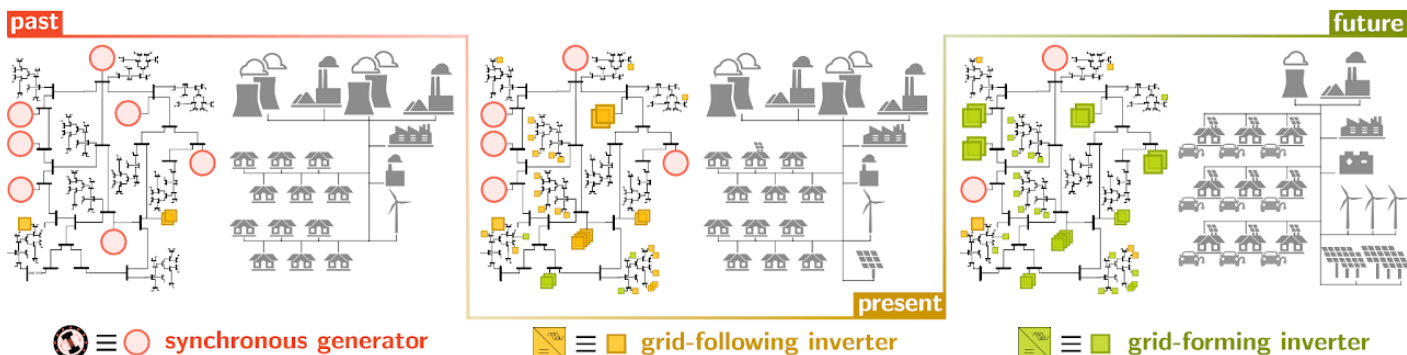 past
future
present
synchronous generator
grid-following inverter
grid-forming inverter